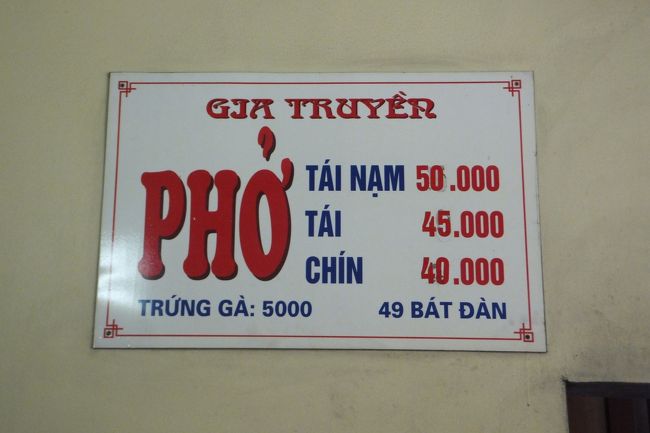 GIA TRUYỀN
PHỞ
TÁI NẠM 50.000
TÁI 45.000
CHÍN 40.000
TRỨNG GÀ: 5000 49 BÁT ĐÀN